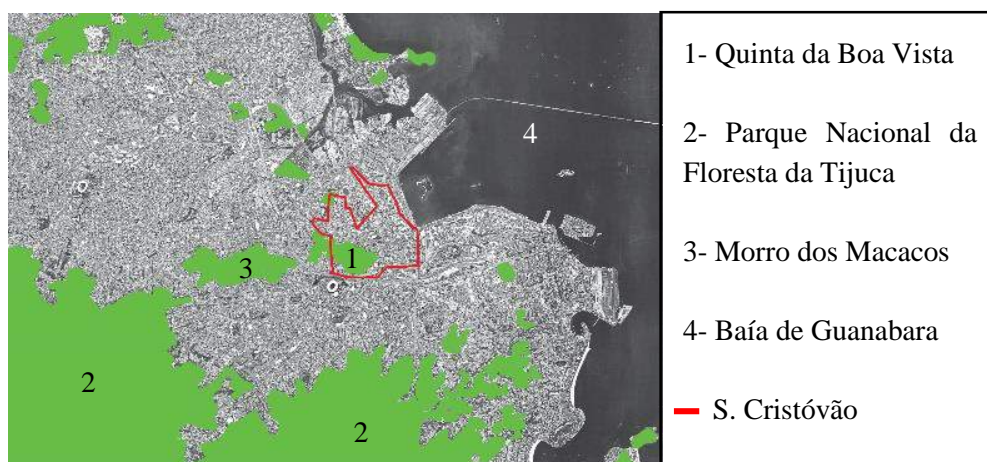 1- Quinta da Boa Vista
2- Parque Nacional da
Floresta da Tijuca
3- Morro dos Macacos
4- Baía de Guanabara
S. Cristóvão
4
1
3
2
2